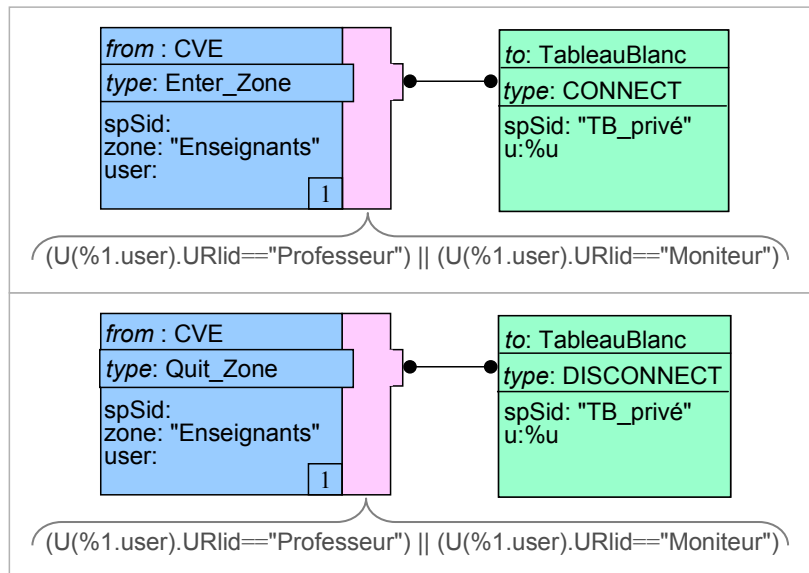 from : CVE
type: Enter_Zone
spSid:
zone: "Enseignants"
user:
1
to: TableauBlanc
type: CONNECT
spSid: "TB_privé"
u:%u
(U(%1.user).URlid=="Professeur") || (U(%1.user).URlid=="Moniteur")
from : CVE
type: Quit_Zone
spSid:
zone: "Enseignants"
user:
1
to: TableauBlanc
type: DISCONNECT
spSid: "TB_privé"
u:%u
(U(%1.user).URlid=="Professeur") || (U(%1.user).URlid=="Moniteur")